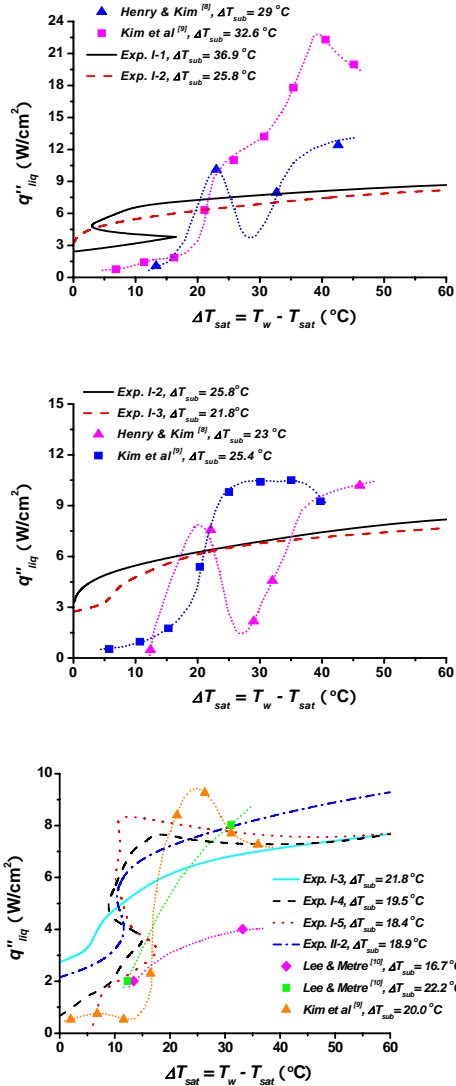 Henry & Kim [8], ΔTsub = 29 °C
Kim et al [9], ΔTsub = 32.6 °C
Exp. I-1, ΔTsub = 36.9 °C
Exp. I-2, ΔTsub = 25.8 °C
24
21
18
15
12
9
6
3
0
q''liq (W/cm2)
0 10 20 30 40 50 60
ΔTsat = Tw - Tsat (°C)
Exp. I-2, ΔTsub = 25.8 °C
Exp. I-3, ΔTsub = 21.8 °C
Henry & Kim [8], ΔTsub = 23 °C
Kim et al [9], ΔTsub = 25.4 °C
15
12
9
6
3
0
q''liq (W/cm2)
0 10 20 30 40 50 60
ΔTsat = Tw - Tsat (°C)
10
8
6
4
2
0
q''liq (W/cm2)
Exp. I-3, ΔTsub = 21.8 °C
Exp. I-4, ΔTsub = 19.5 °C
Exp. I-5, ΔTsub = 18.4 °C
Exp. II-2, ΔTsub = 18.9 °C
Lee & Metre [10], ΔTsub = 16.7 °C
Lee & Metre [10], ΔTsub = 22.2 °C
Kim et al [9], ΔTsub = 20.0 °C
0 10 20 30 40 50 60
ΔTsat = Tw - Tsat (°C)